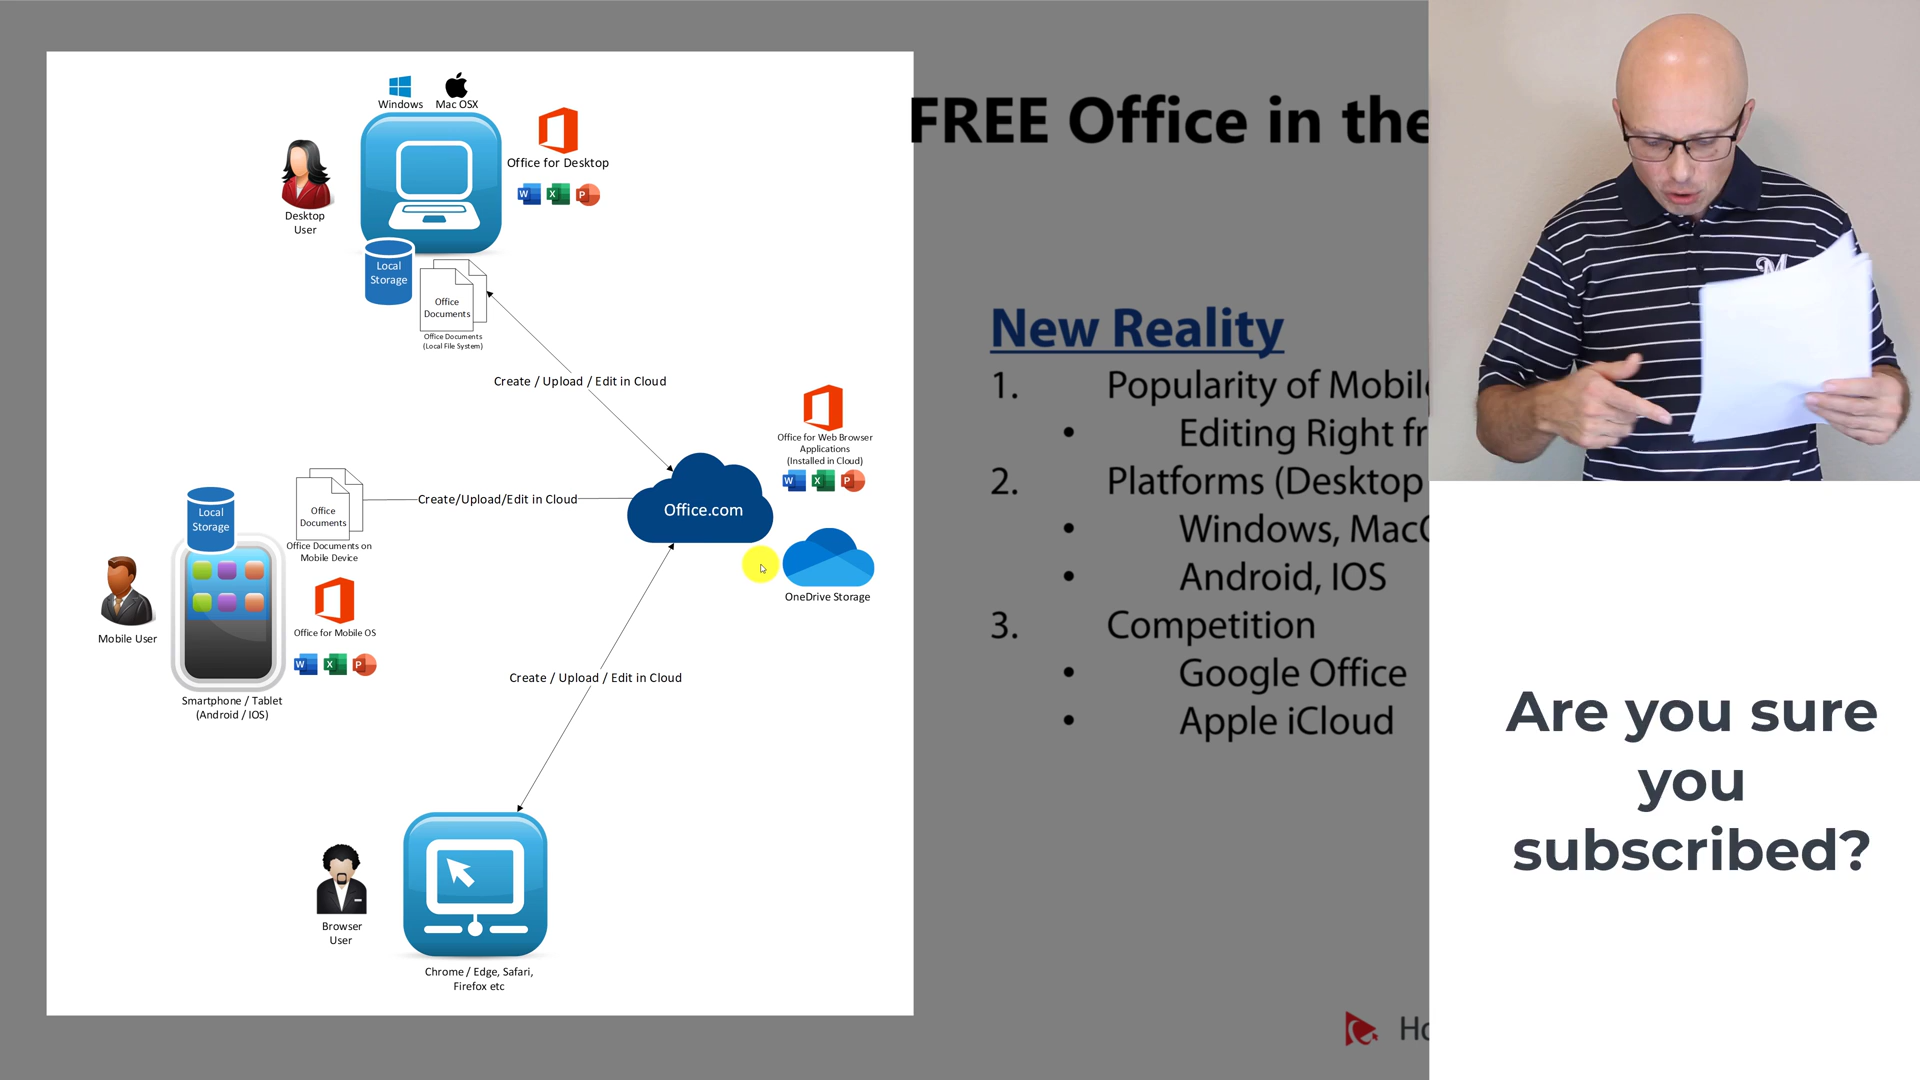 Windows
Mac OSX
Office for Desktop
W X P
Desktop
User
Local
Storage
Office
Documents
Office Documents
(Local File System)
Create / Upload / Edit in Cloud
Office for Web Browser
Applications
(Installed in Cloud)
W X P
Office.com
OneDrive Storage
Create/Upload/Edit in Cloud
Local
Storage
Office
Documents
Office Documents on
Mobile Device
Mobile User
Office for Mobile OS
W X P
Smartphone / Tablet
(Android / IOS)
Create / Upload / Edit in Cloud
Browser
User
Chrome / Edge, Safari,
Firefox etc
FREE Office in the
New Reality
1. Popularity of Mobile
• Editing Right fr
2. Platforms (Desktop
• Windows, MacO
• Android, IOS
3. Competition
• Google Office
• Apple iCloud
Ho
M
Are you sure
you
subscribed?